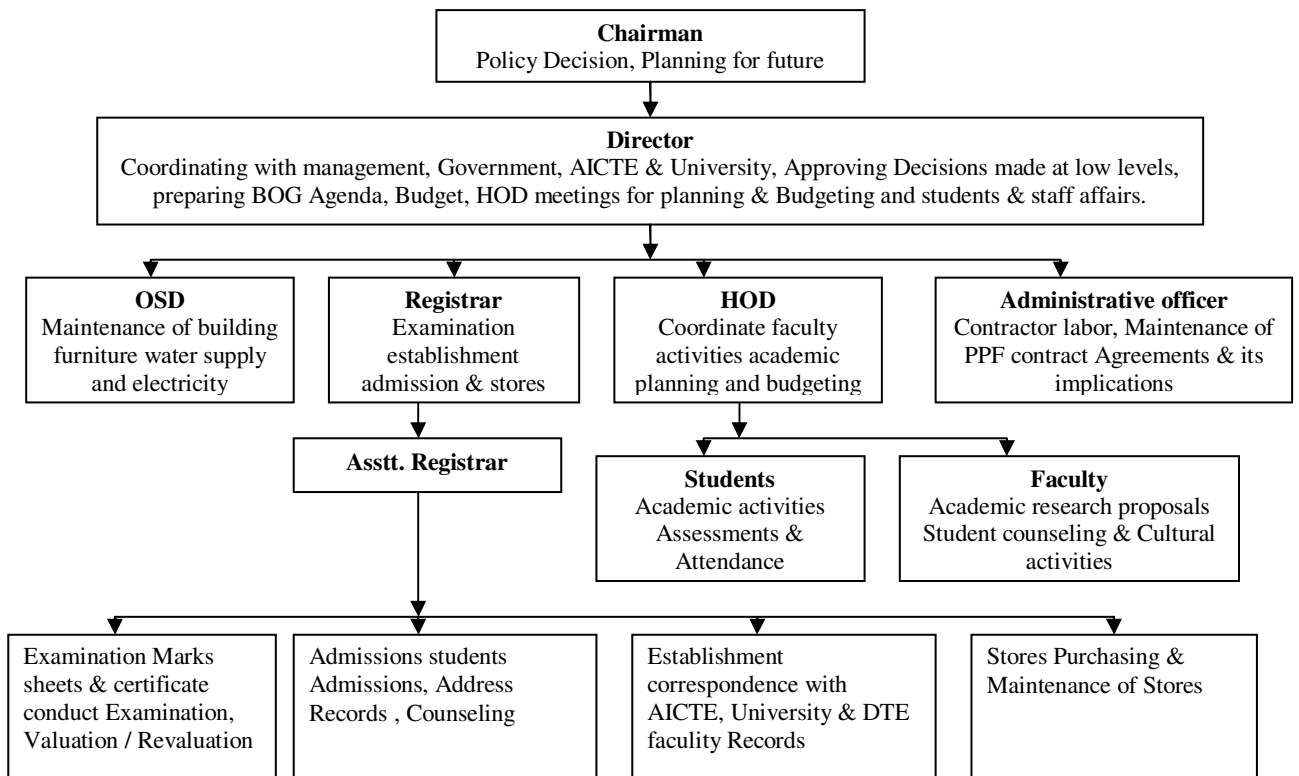 Chairman
Policy Decision, Planning for future
Director
Coordinating with management, Government, AICTE & University, Approving Decisions made at low levels,
preparing BOG Agenda, Budget, HOD meetings for planning & Budgeting and students & staff affairs.
OSD
Maintenance of building
furniture water supply
and electricity
Registrar
Examination
establishment
admission & stores
HOD
Coordinate faculty
activities academic
planning and budgeting
Administrative officer
Contractor labor, Maintenance of
PPF contract Agreements & its
implications
Asstt. Registrar
Students
Academic activities
Assessments &
Attendance
Faculty
Academic research proposals
Student counseling & Cultural
activities
Examination Marks
sheets & certificate
conduct Examination,
Valuation / Revaluation
Admissions students
Admissions, Address
Records , Counseling
Establishment
correspondence with
AICTE, University & DTE
faculity Records
Stores Purchasing &
Maintenance of Stores